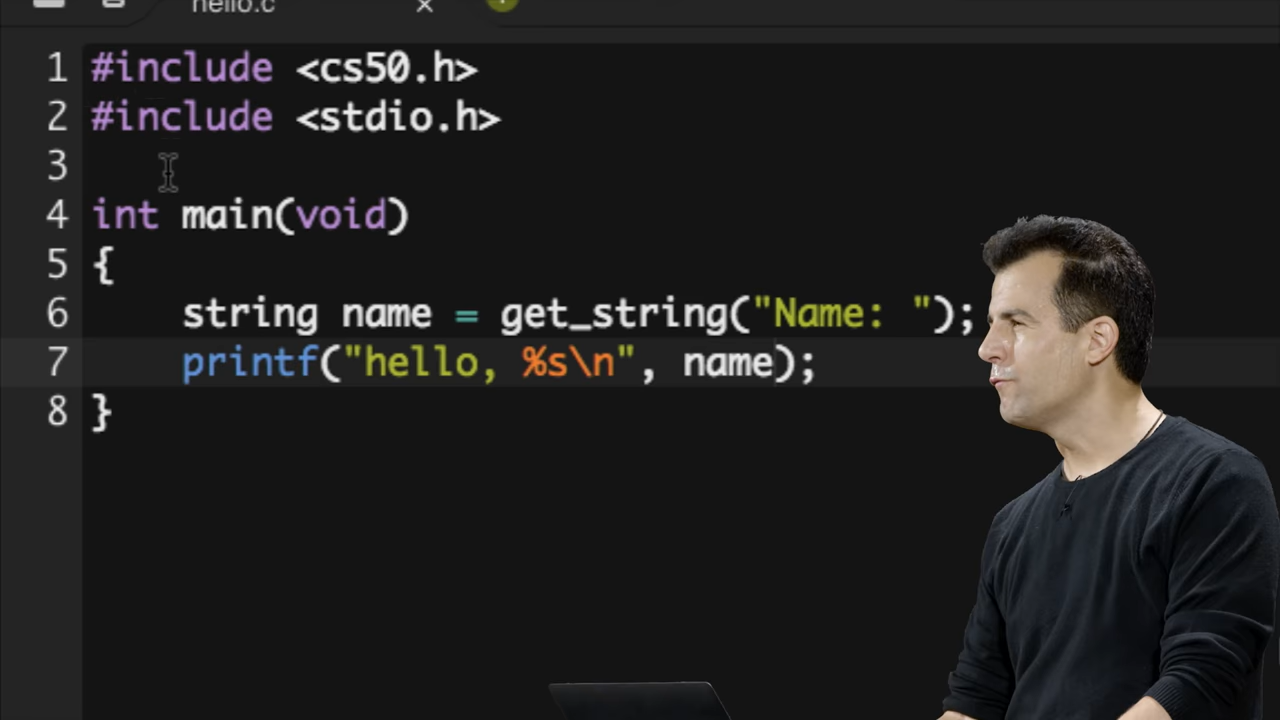 hello.c ×
1 #include <cs50.h>
2 #include <stdio.h>
3
4 int main(void)
5 {
6     string name = get_string("Name: ");
7     printf("hello, %s\n", name);
8 }